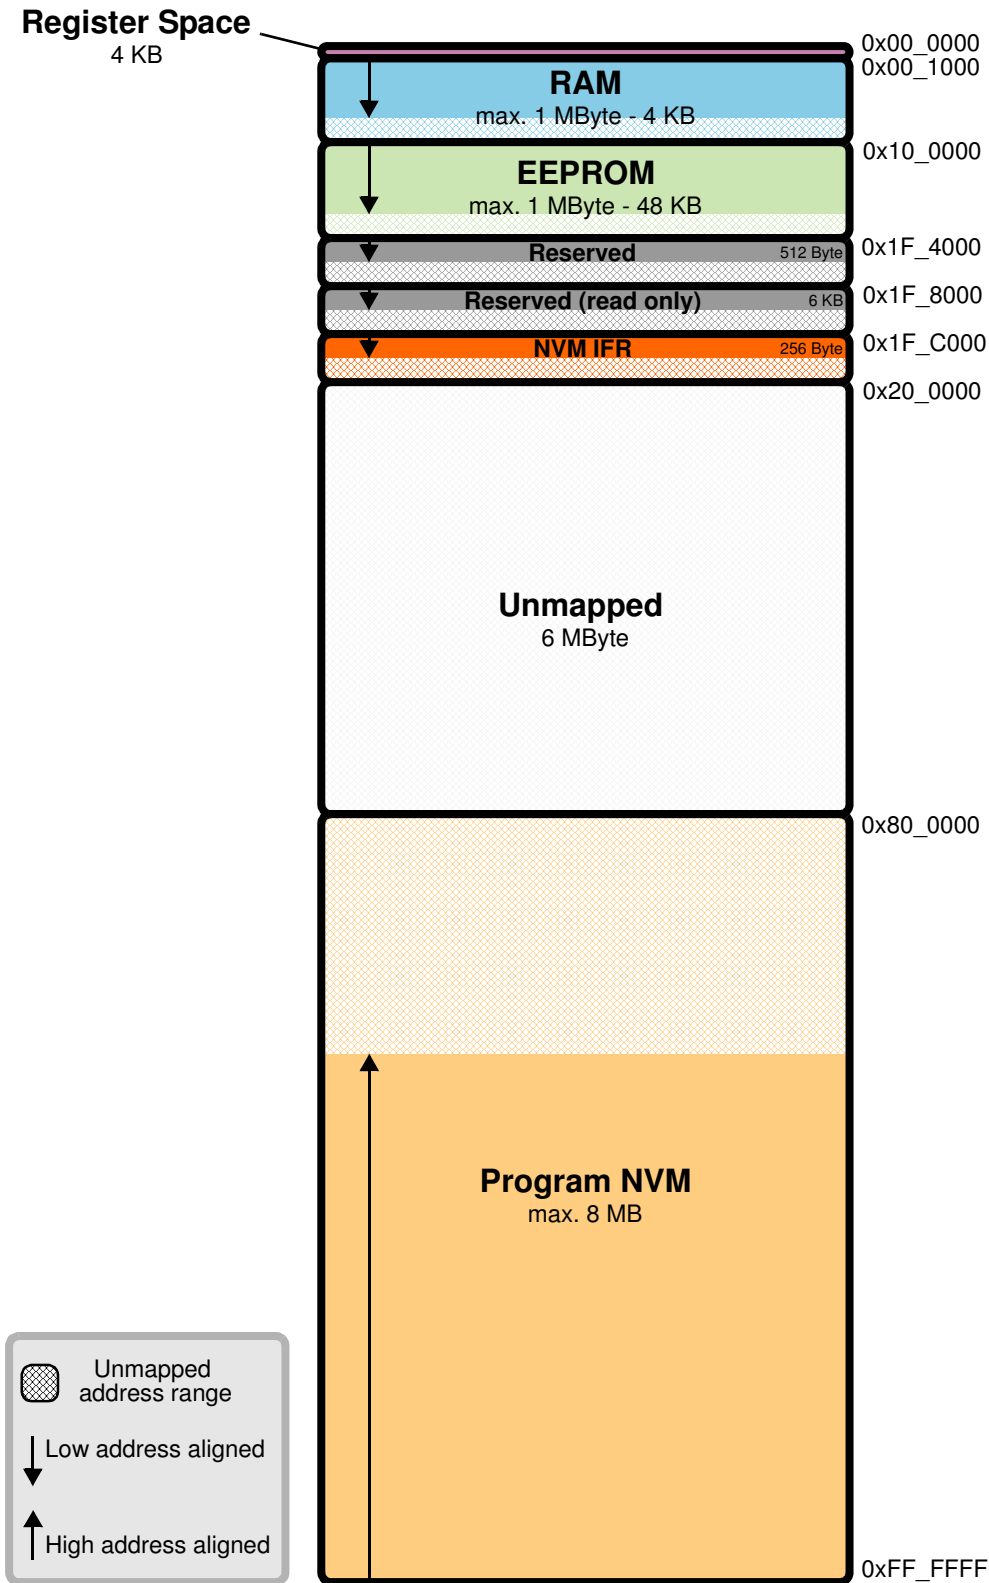 Register Space
4 KB
0x00_0000
0x00_1000
RAM
max. 1 MByte - 4 KB
0x10_0000
EEPROM
max. 1 MByte - 48 KB
0x1F_4000
Reserved
512 Byte
0x1F_8000
Reserved (read only)
6 KB
0x1F_C000
NVM IFR
256 Byte
0x20_0000
Unmapped
6 MByte
0x80_0000
Program NVM
max. 8 MB
0xFF_FFFF
Unmapped
address range
Low address aligned
High address aligned